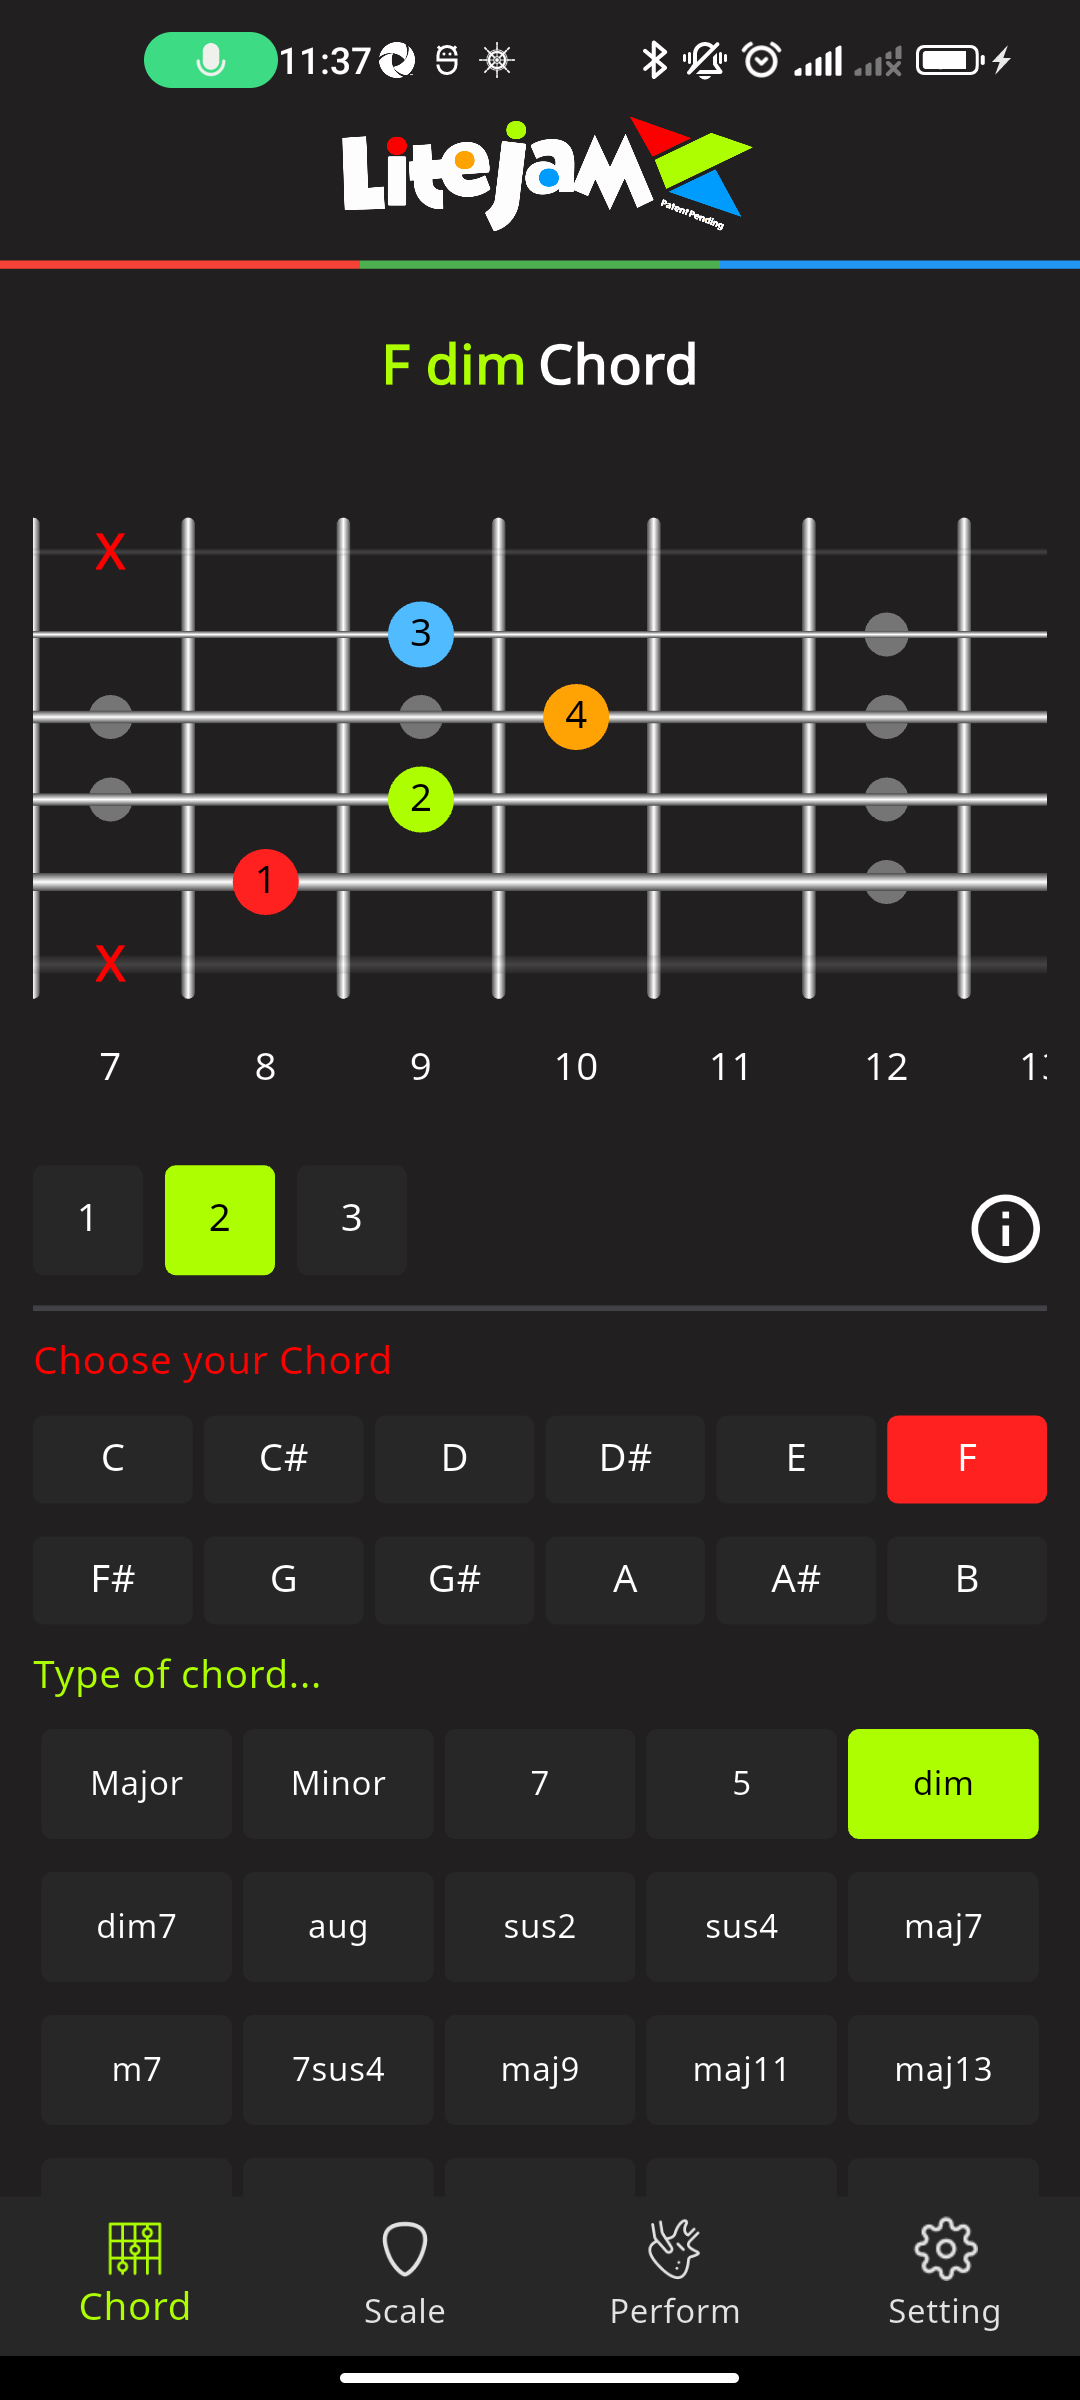 11:37
Litejam
Patent Pending
F dim Chord
X
3
4
2
1
X
7 8 9 10 11 12
1 2 3
Choose your Chord
C C# D D# E F
F# G G# A A# B
Type of chord...
Major Minor 7 5 dim
dim7 aug sus2 sus4 maj7
m7 7sus4 maj9 maj11 maj13
Chord Scale Perform Setting